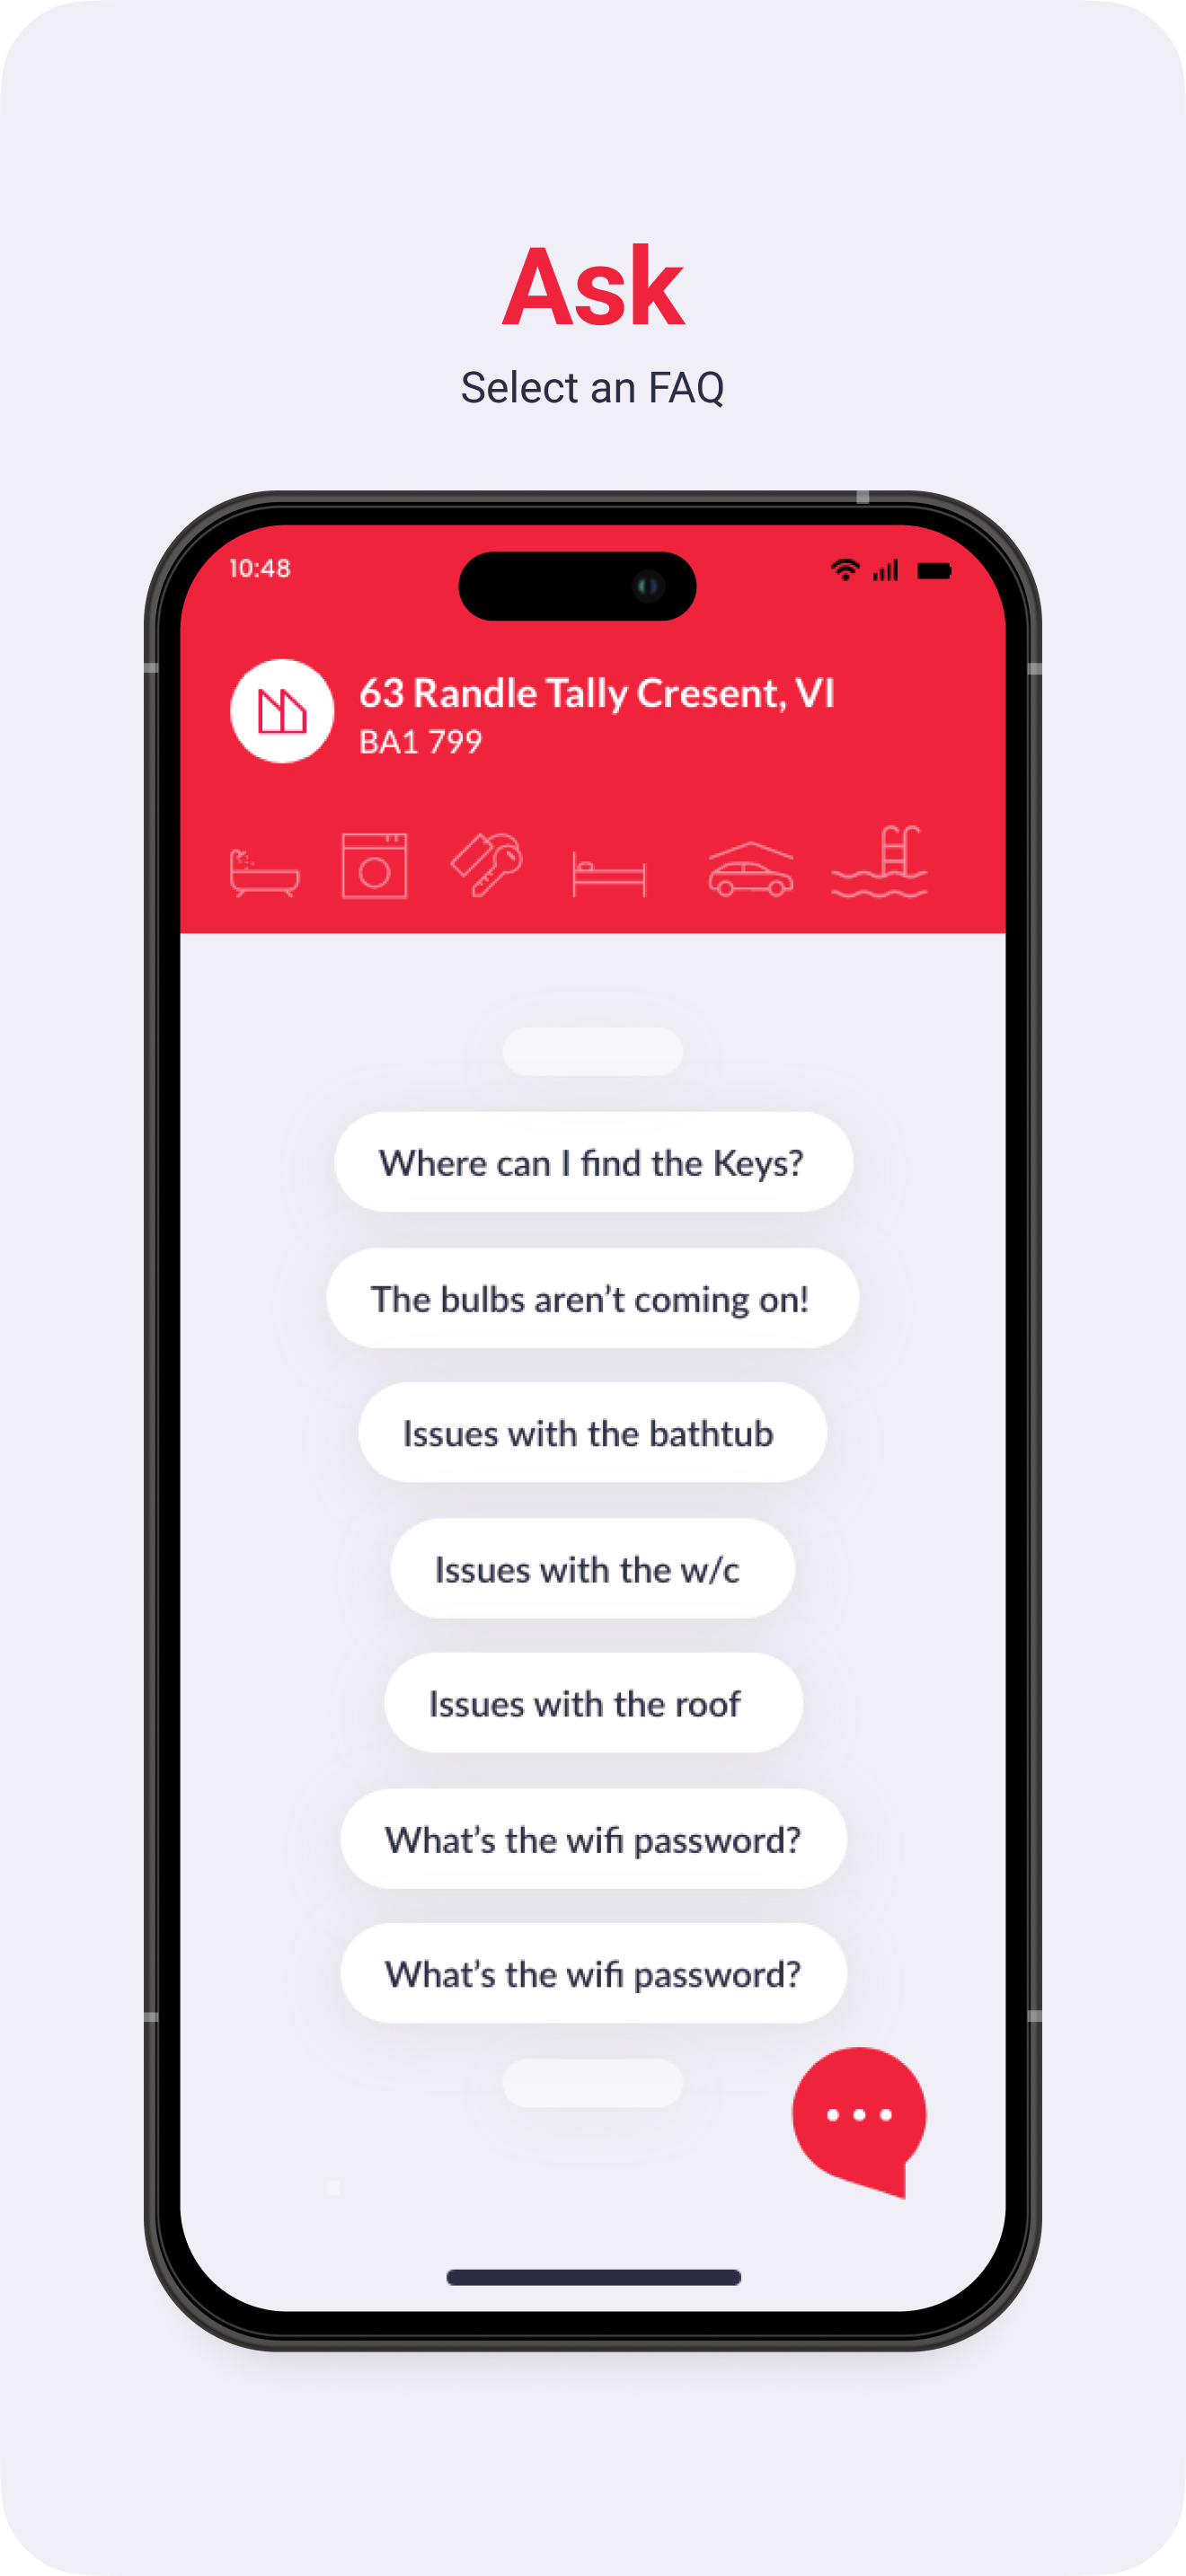 Ask
Select an FAQ
10:48
63 Randle Tally Cresent, VI
BA1 799
Where can I find the Keys?
The bulbs aren’t coming on!
Issues with the bathtub
Issues with the w/c
Issues with the roof
What’s the wifi password?
What’s the wifi password?